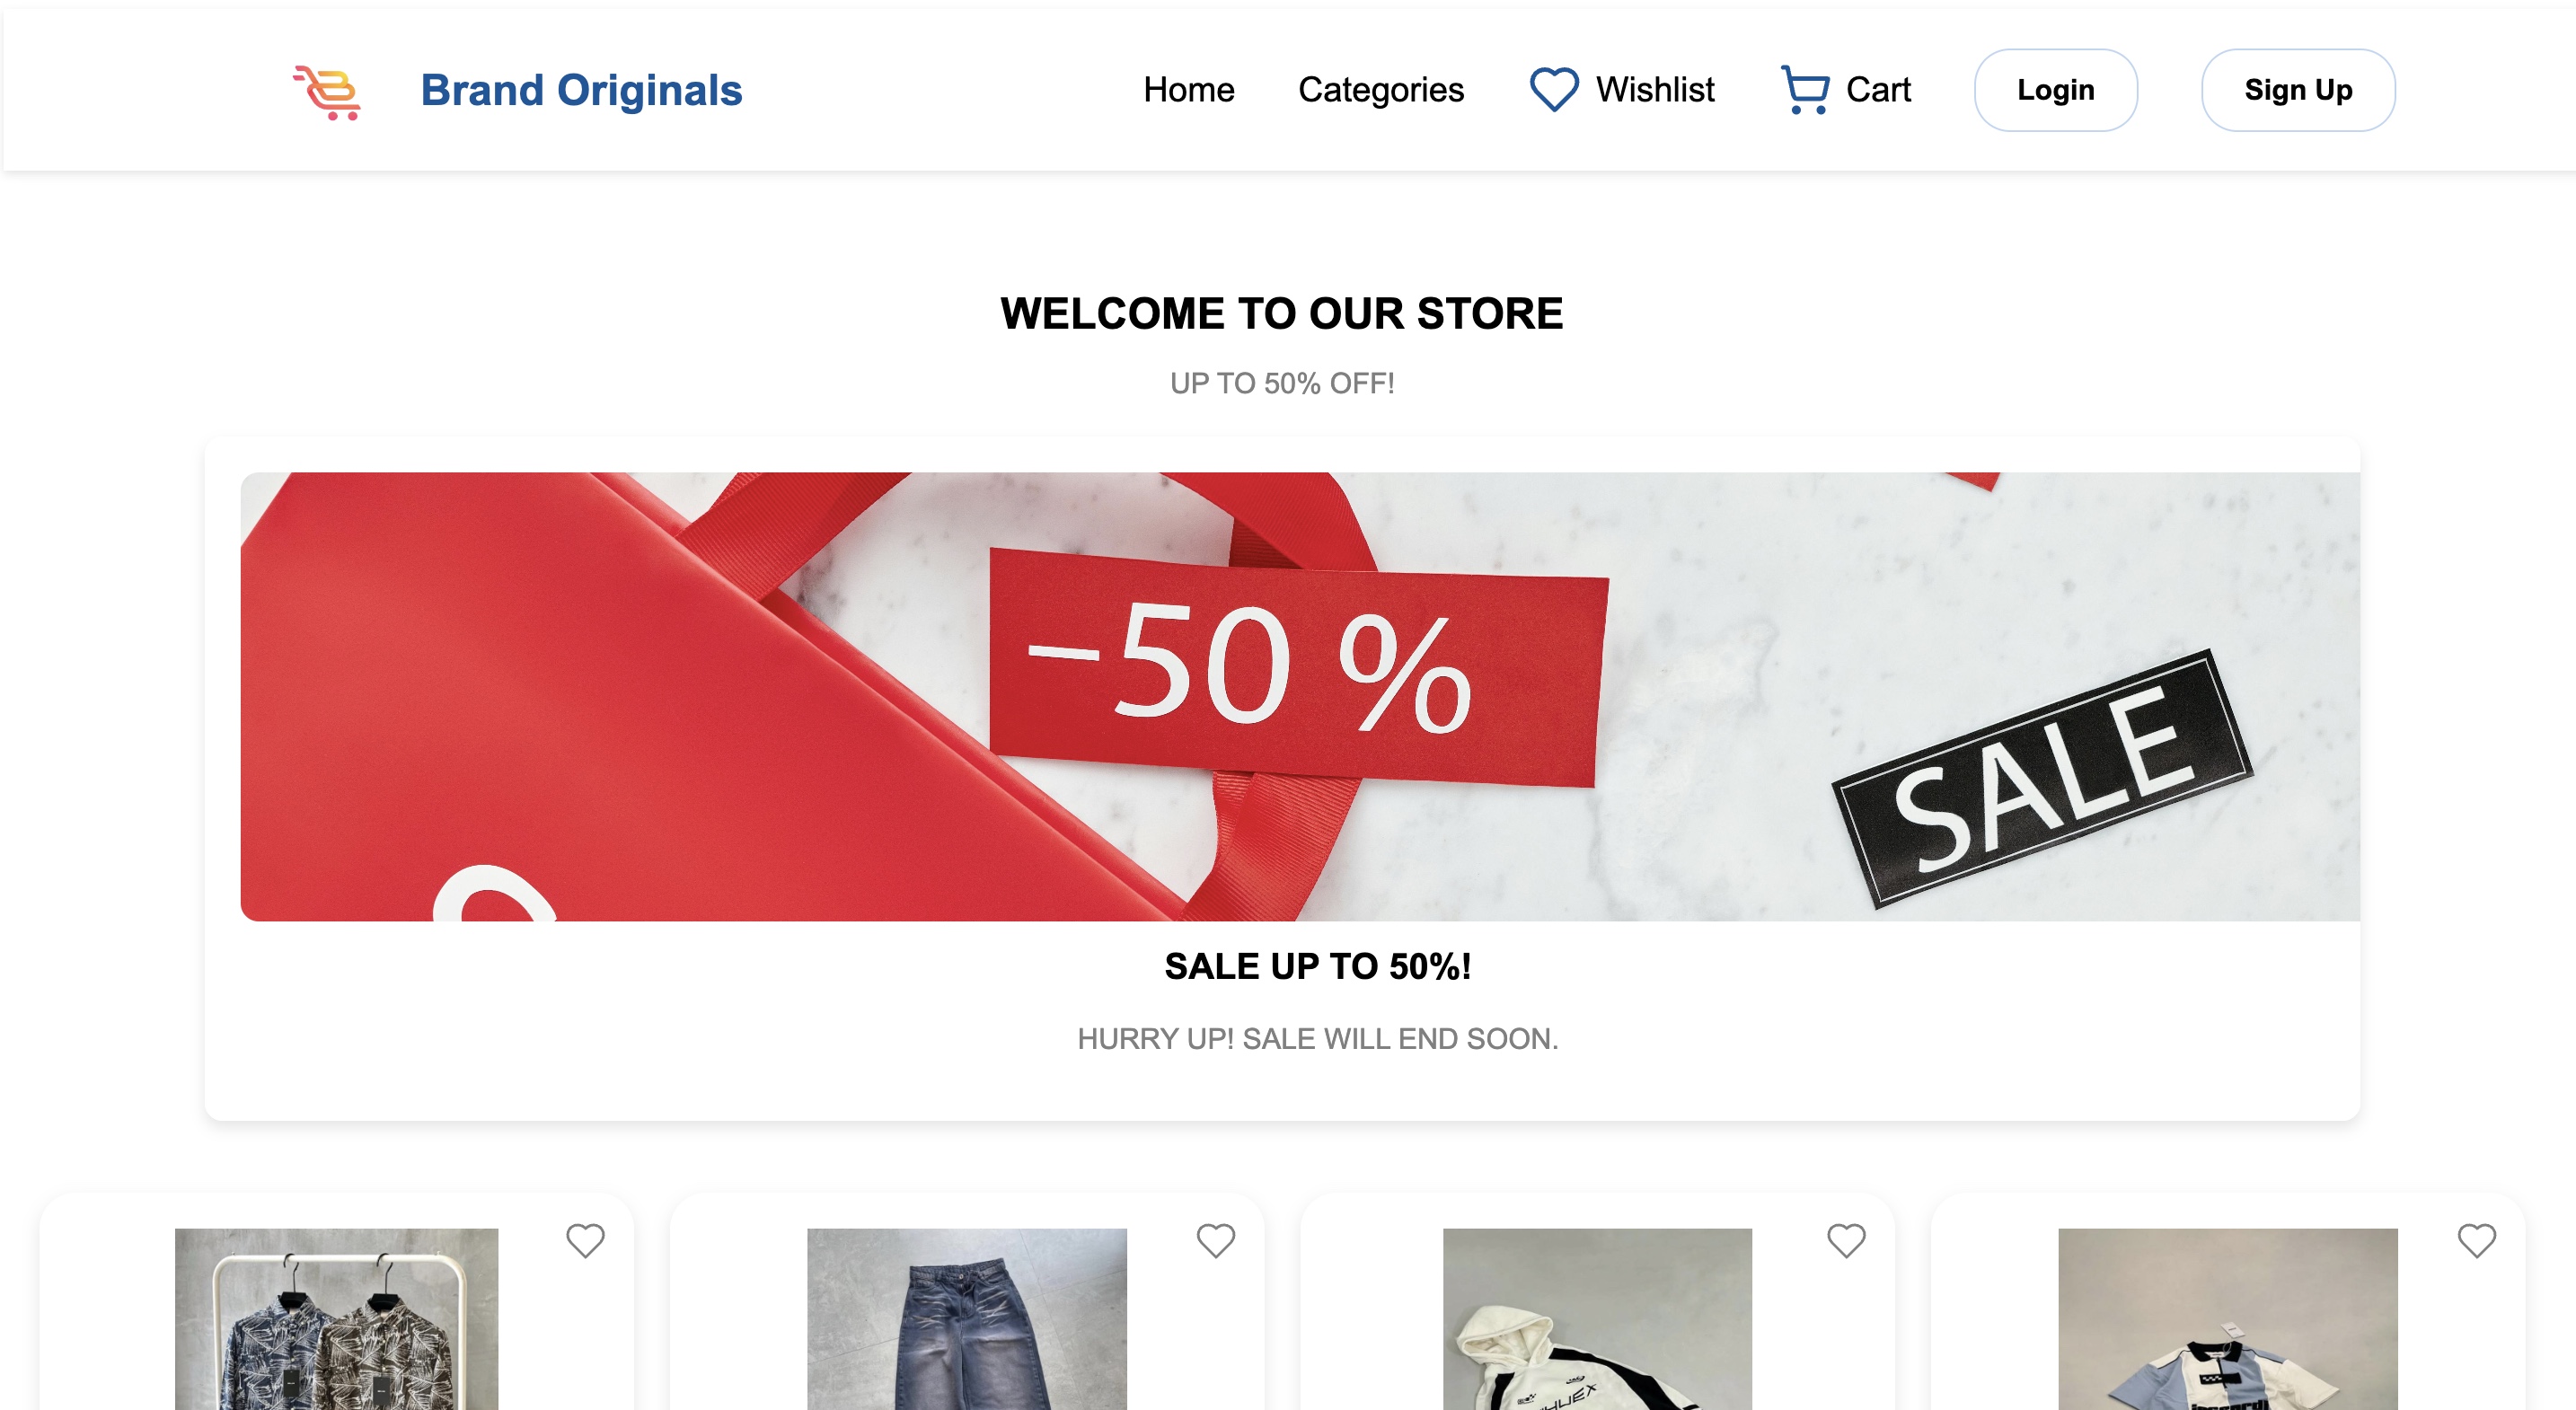 Brand Originals
Home Categories Wishlist Cart Login Sign Up
WELCOME TO OUR STORE
UP TO 50% OFF!
–50 %
SALE
SALE UP TO 50%!
HURRY UP! SALE WILL END SOON.